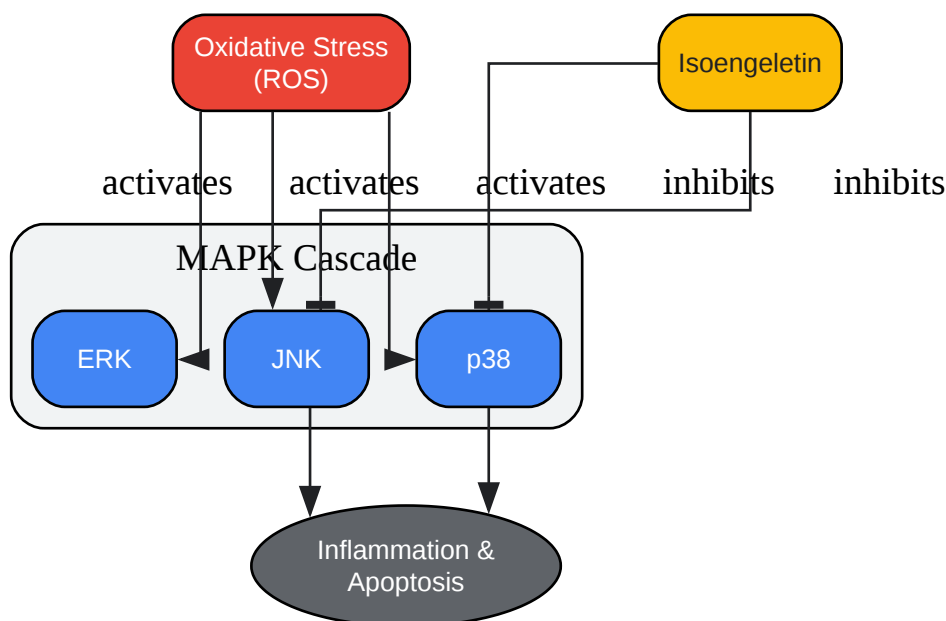 Oxidative Stress
(ROS)
Isoengeletin
activates
activates
activates
inhibits
inhibits
MAPK Cascade
ERK
JNK
p38
Inflammation &
Apoptosis